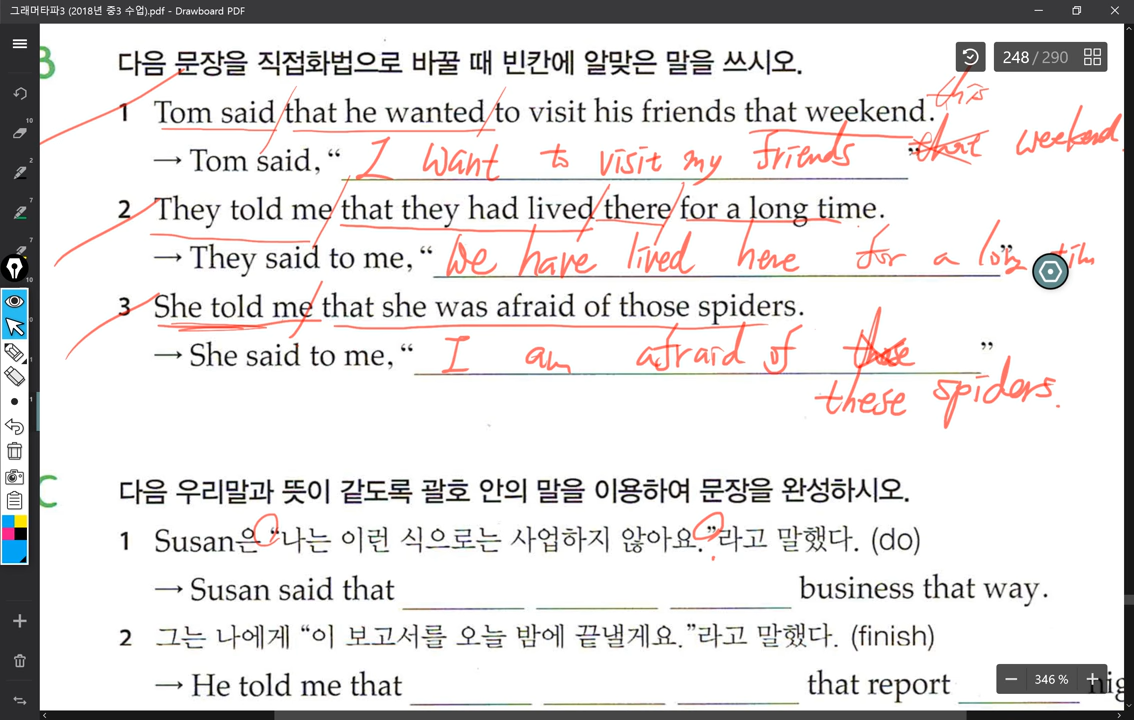 그래머타파3 (2018년 중3 수업).pdf - Drawboard PDF
248 / 290
B 다음 문장을 직접화법으로 바꿀 때 빈칸에 알맞은 말을 쓰시오.
this
1 Tom said that he wanted to visit his friends that weekend.
→ Tom said, “ I want to visit my friends ” that weekend
2 They told me that they had lived there for a long time.
→ They said to me, “ We have lived here for a long ”
3 She told me that she was afraid of those spiders.
→ She said to me, “ I am afraid of ”
these spiders.
C 다음 우리말과 뜻이 같도록 괄호 안의 말을 이용하여 문장을 완성하시오.
1 Susan은 “나는 이런 식으로는 사업하지 않아요.”라고 말했다. (do)
→ Susan said that business that way.
2 그는 나에게 “이 보고서를 오늘 밤에 끝낼게요.”라고 말했다. (finish)
→ He told me that that report nig
346 %